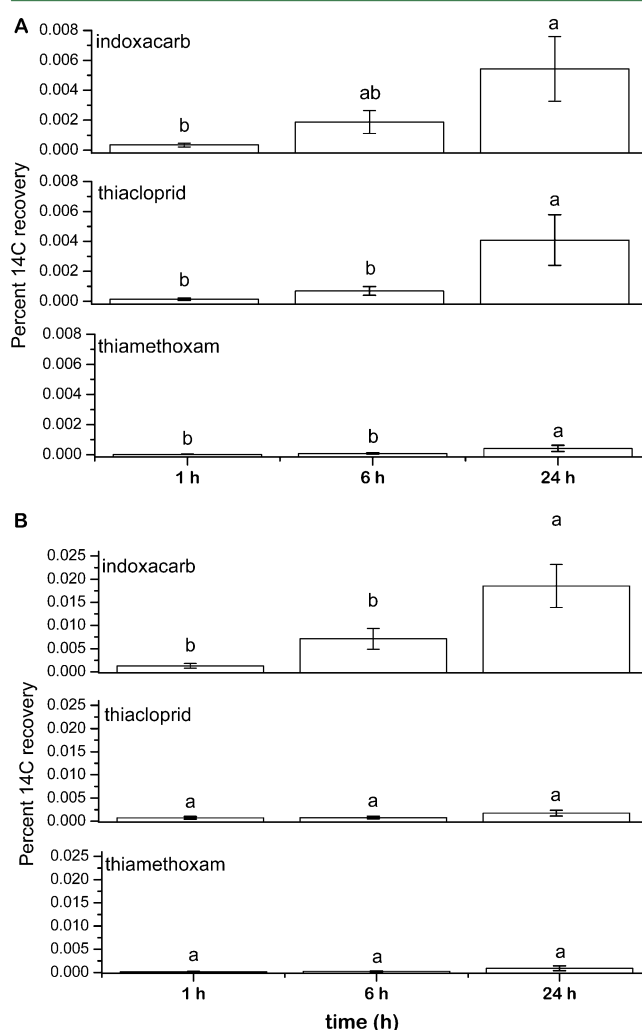 A
0.008
indoxacarb
a
0.006
0.004
ab
0.002
b
0.000
0.008
thiacloprid
a
0.006
0.004
b
b
0.002
0.000
0.008
thiamethoxam
0.006
0.004
0.002
b
b
a
0.000
1 h
6 h
24 h
Percent 14C recovery
B
a
0.025
indoxacarb
0.020
0.015
b
0.010
b
0.005
0.000
0.025
thiacloprid
0.020
0.015
0.010
a
a
a
0.005
0.000
0.025
thiamethoxam
0.020
0.015
0.010
0.005
a
a
a
0.000
1 h
6 h
24 h
Percent 14C recovery
time (h)